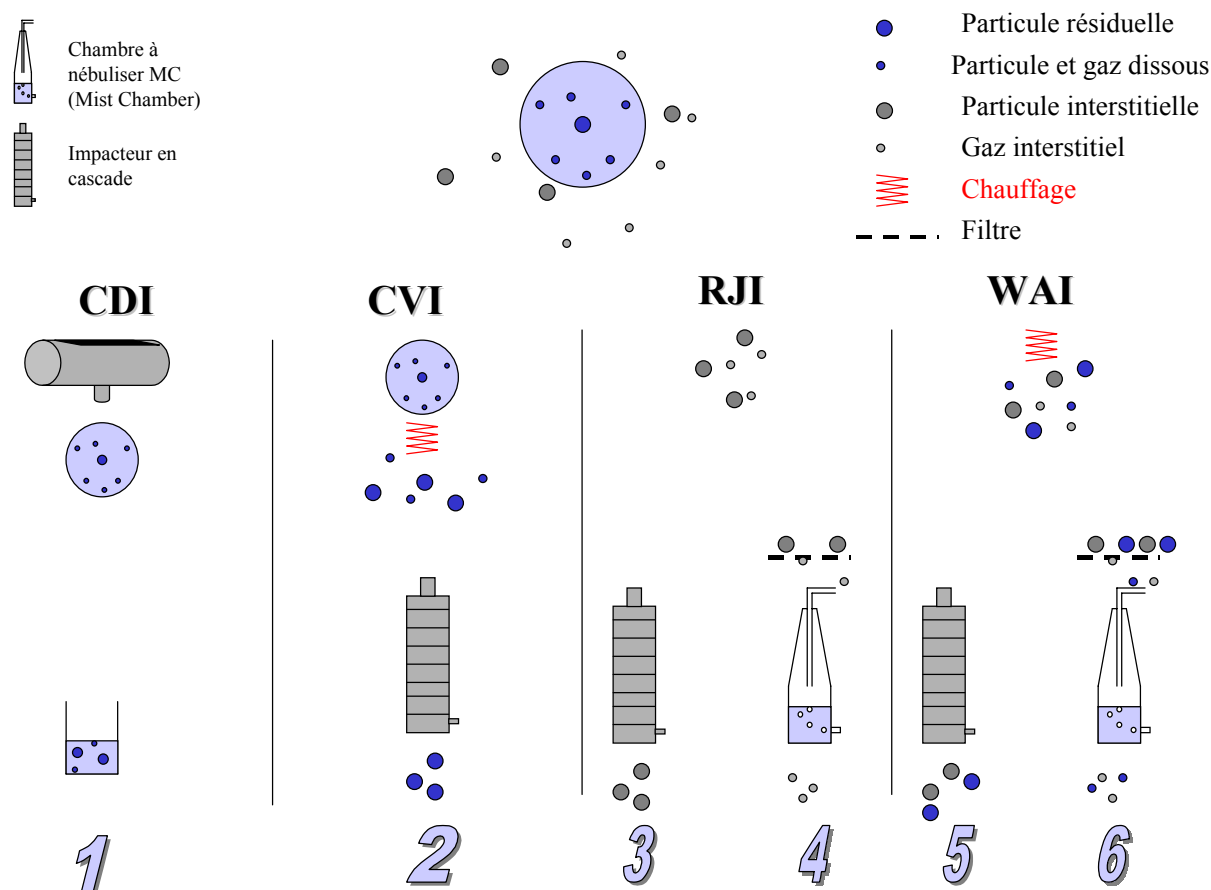 Chambre à
nébuliser MC
(Mist Chamber)
Impacteur en
cascade
Particule résiduelle
Particule et gaz dissous
Particule interstitielle
Gaz interstitiel
Chauffage
Filtre
CDI
CVI
RJI
WAI
1
2
3
4
5
6